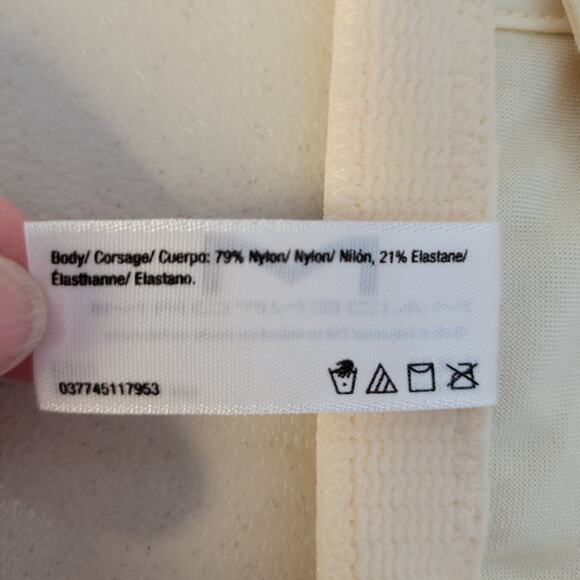 Body/ Corsage/ Cuerpo: 79% Nylon/ Nylon/ Nilón, 21% Elastane/
Élasthanne/ Elastano.
037745117953